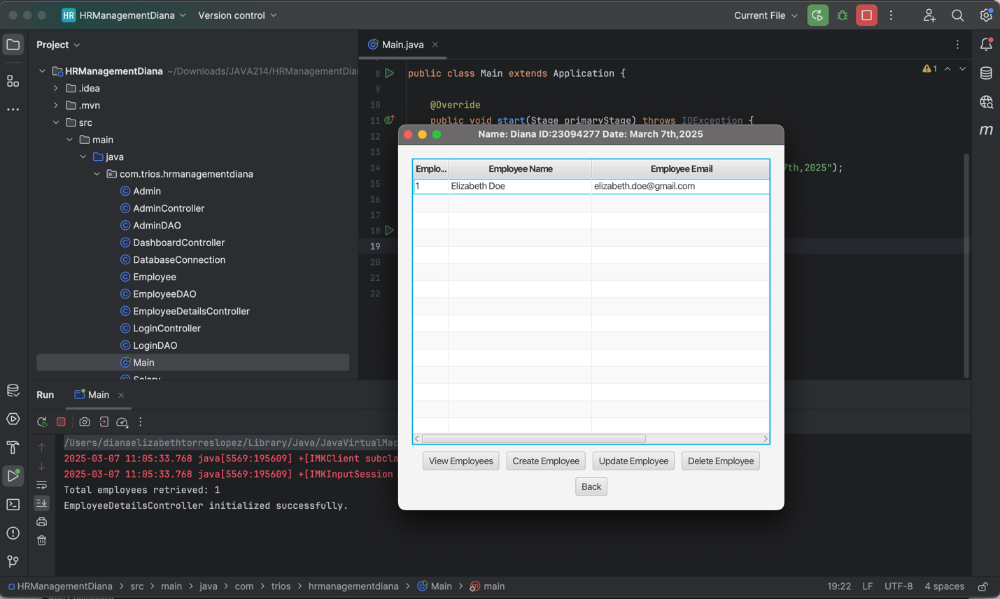 HR HRManagementDiana Version control Current File
Project
Main.java
HRManagementDiana ~/Downloads/JAVA214/HRManagementDiar
.idea
.mvn
src
main
java
com.trios.hrmanagementdiana
Admin
AdminController
AdminDAO
DashboardController
DatabaseConnection
Employee
EmployeeDAO
EmployeeDetailsController
LoginController
LoginDAO
Main
Salary
8 public class Main extends Application {
1
9
10 @Override
11 public void start(Stage primaryStage) throws IOException {
12
13
14 7th,2025");
15
16
17
18
19
20
21
22
Name: Diana ID:23094277 Date: March 7th,2025
Emplo... Employee Name Employee Email
1 Elizabeth Doe elizabeth.doe@gmail.com
View Employees Create Employee Update Employee Delete Employee
Back
m
Run Main
/Users/dianaelizabethtorreslopez/Library/Java/JavaVirtualMac
2025-03-07 11:05:33.768 java[5569:195609] +[IMKClient subcla
2025-03-07 11:05:33.768 java[5569:195609] +[IMKInputSession
Total employees retrieved: 1
EmployeeDetailsController initialized successfully.
HRManagementDiana > src > main > java > com > trios > hrmanagementdiana > Main > main 19:22 LF UTF-8 4 spaces